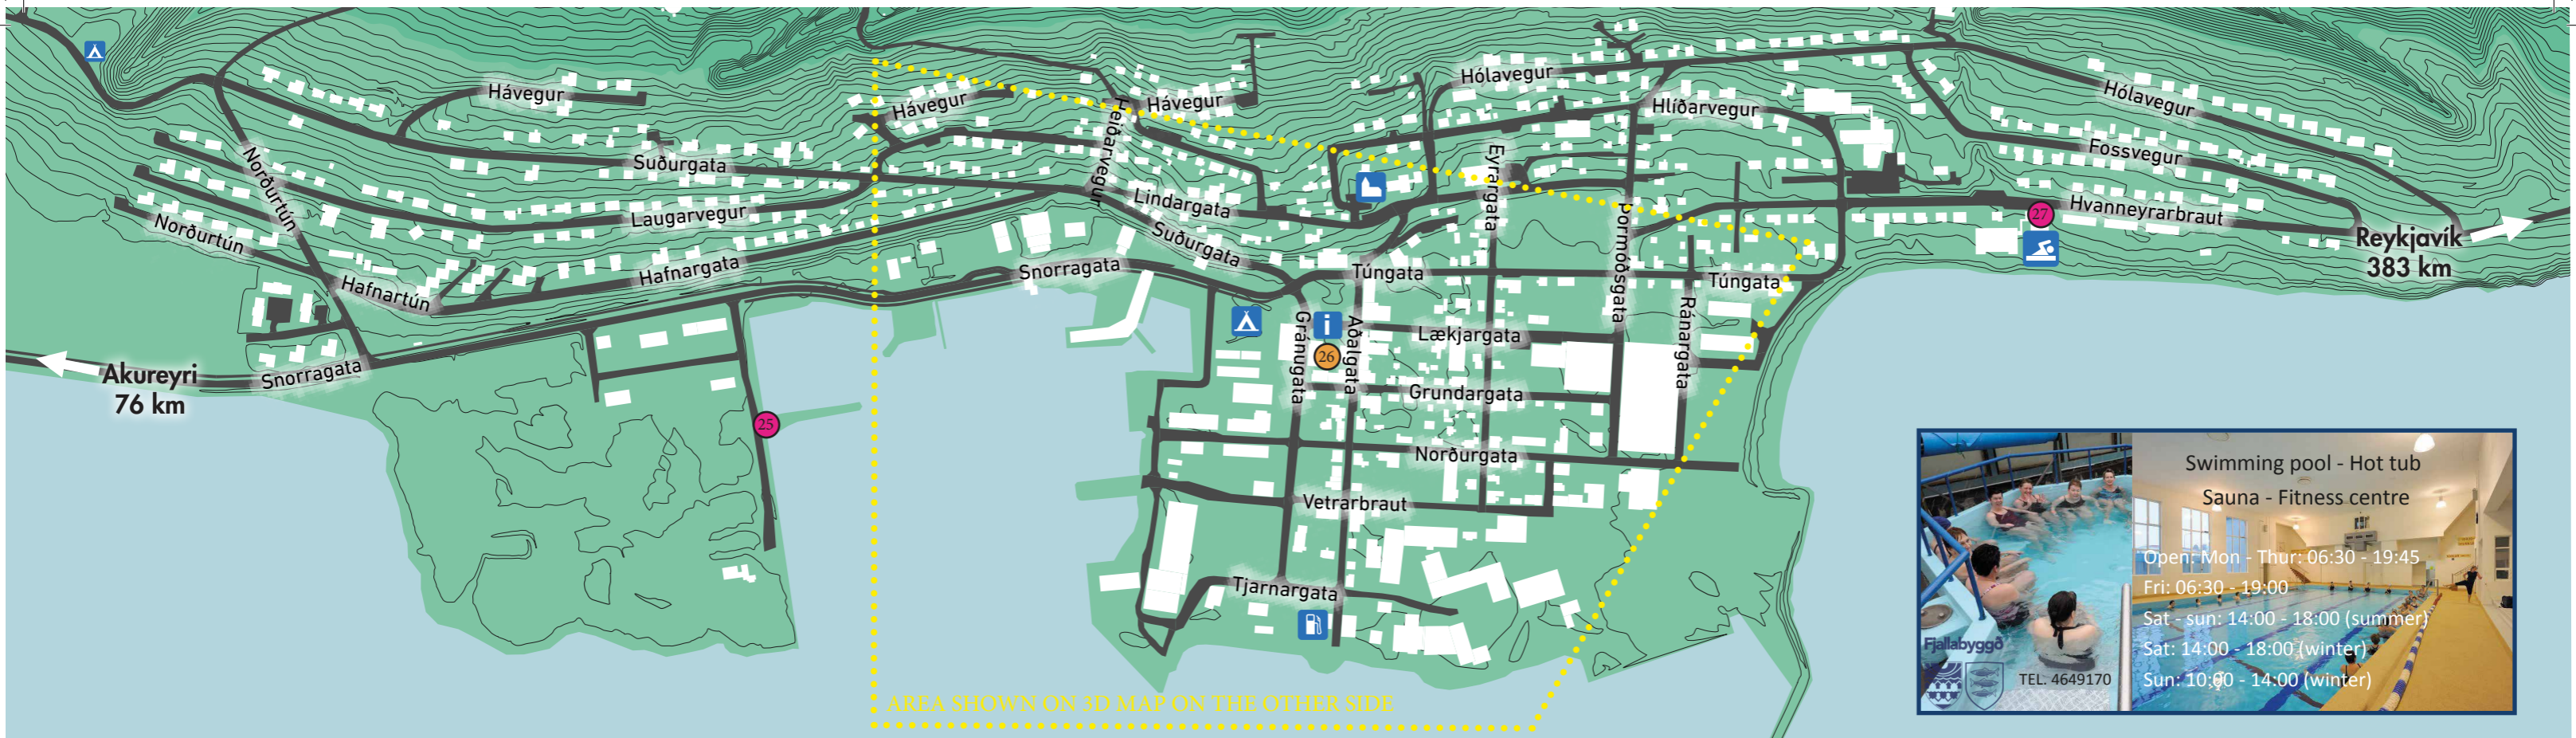 Hávegur
Hávegur
Hávegur
Hólavegur
Hlíðarvegur
Hólavegur
Fossvegur
Norðurtún
Suðurgata
Heiðarvegur
Eyrargata
Norðurtún
Laugarvegur
Lindargata
Suðurgata
Þormóðsgata
Hvanneyrarbraut
27
Reykjavík
383 km
Hafnartún
Hafnargata
Snorragata
Túngata
Túngata
Ránargata
Akureyri
76 km
Snorragata
Gránugata
i
26
Aðalgata
Lækjargata
Grundargata
25
Norðurgata
Vetrarbraut
Tjarnargata
AREA SHOWN ON 3D MAP ON THE OTHER SIDE
Swimming pool - Hot tub
Sauna - Fitness centre
Open: Mon - Thur: 06:30 - 19:45
Fri: 06:30 - 19:00
Sat - sun: 14:00 - 18:00 (summer)
Sat: 14:00 - 18:00 (winter)
Sun: 10:00 - 14:00 (winter)
Fjallabyggð
TEL. 4649170